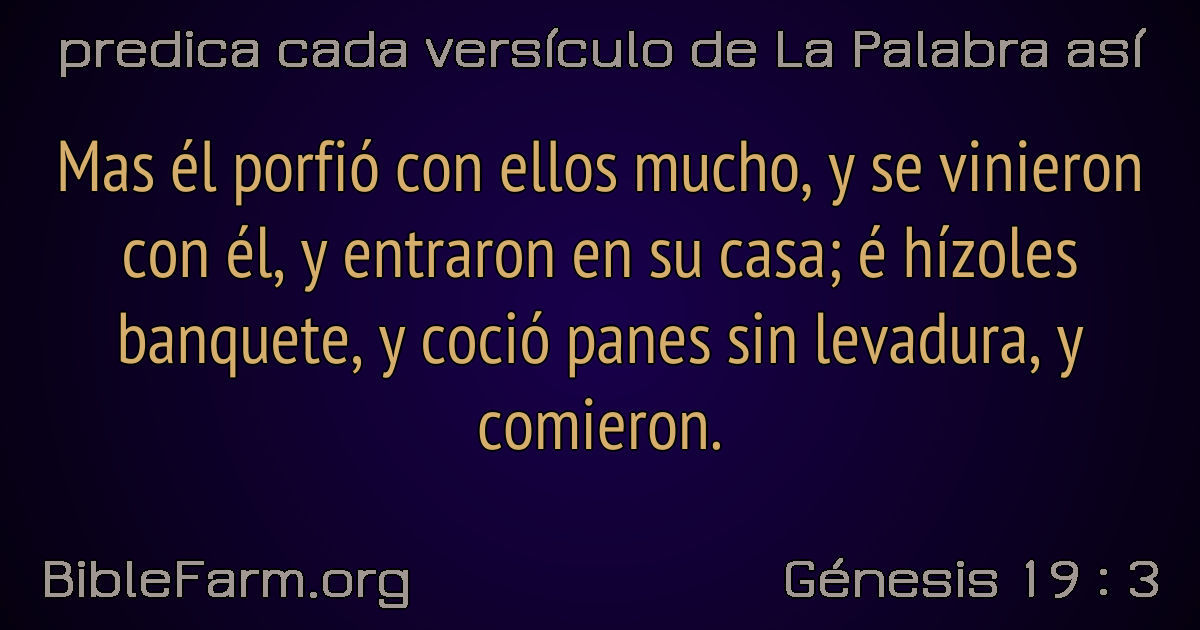 predica cada versículo de La Palabra así
Mas él porfió con ellos mucho, y se vinieron
con él, y entraron en su casa; é hízoles
banquete, y coció panes sin levadura, y
comieron.
BibleFarm.org
Génesis 19 : 3